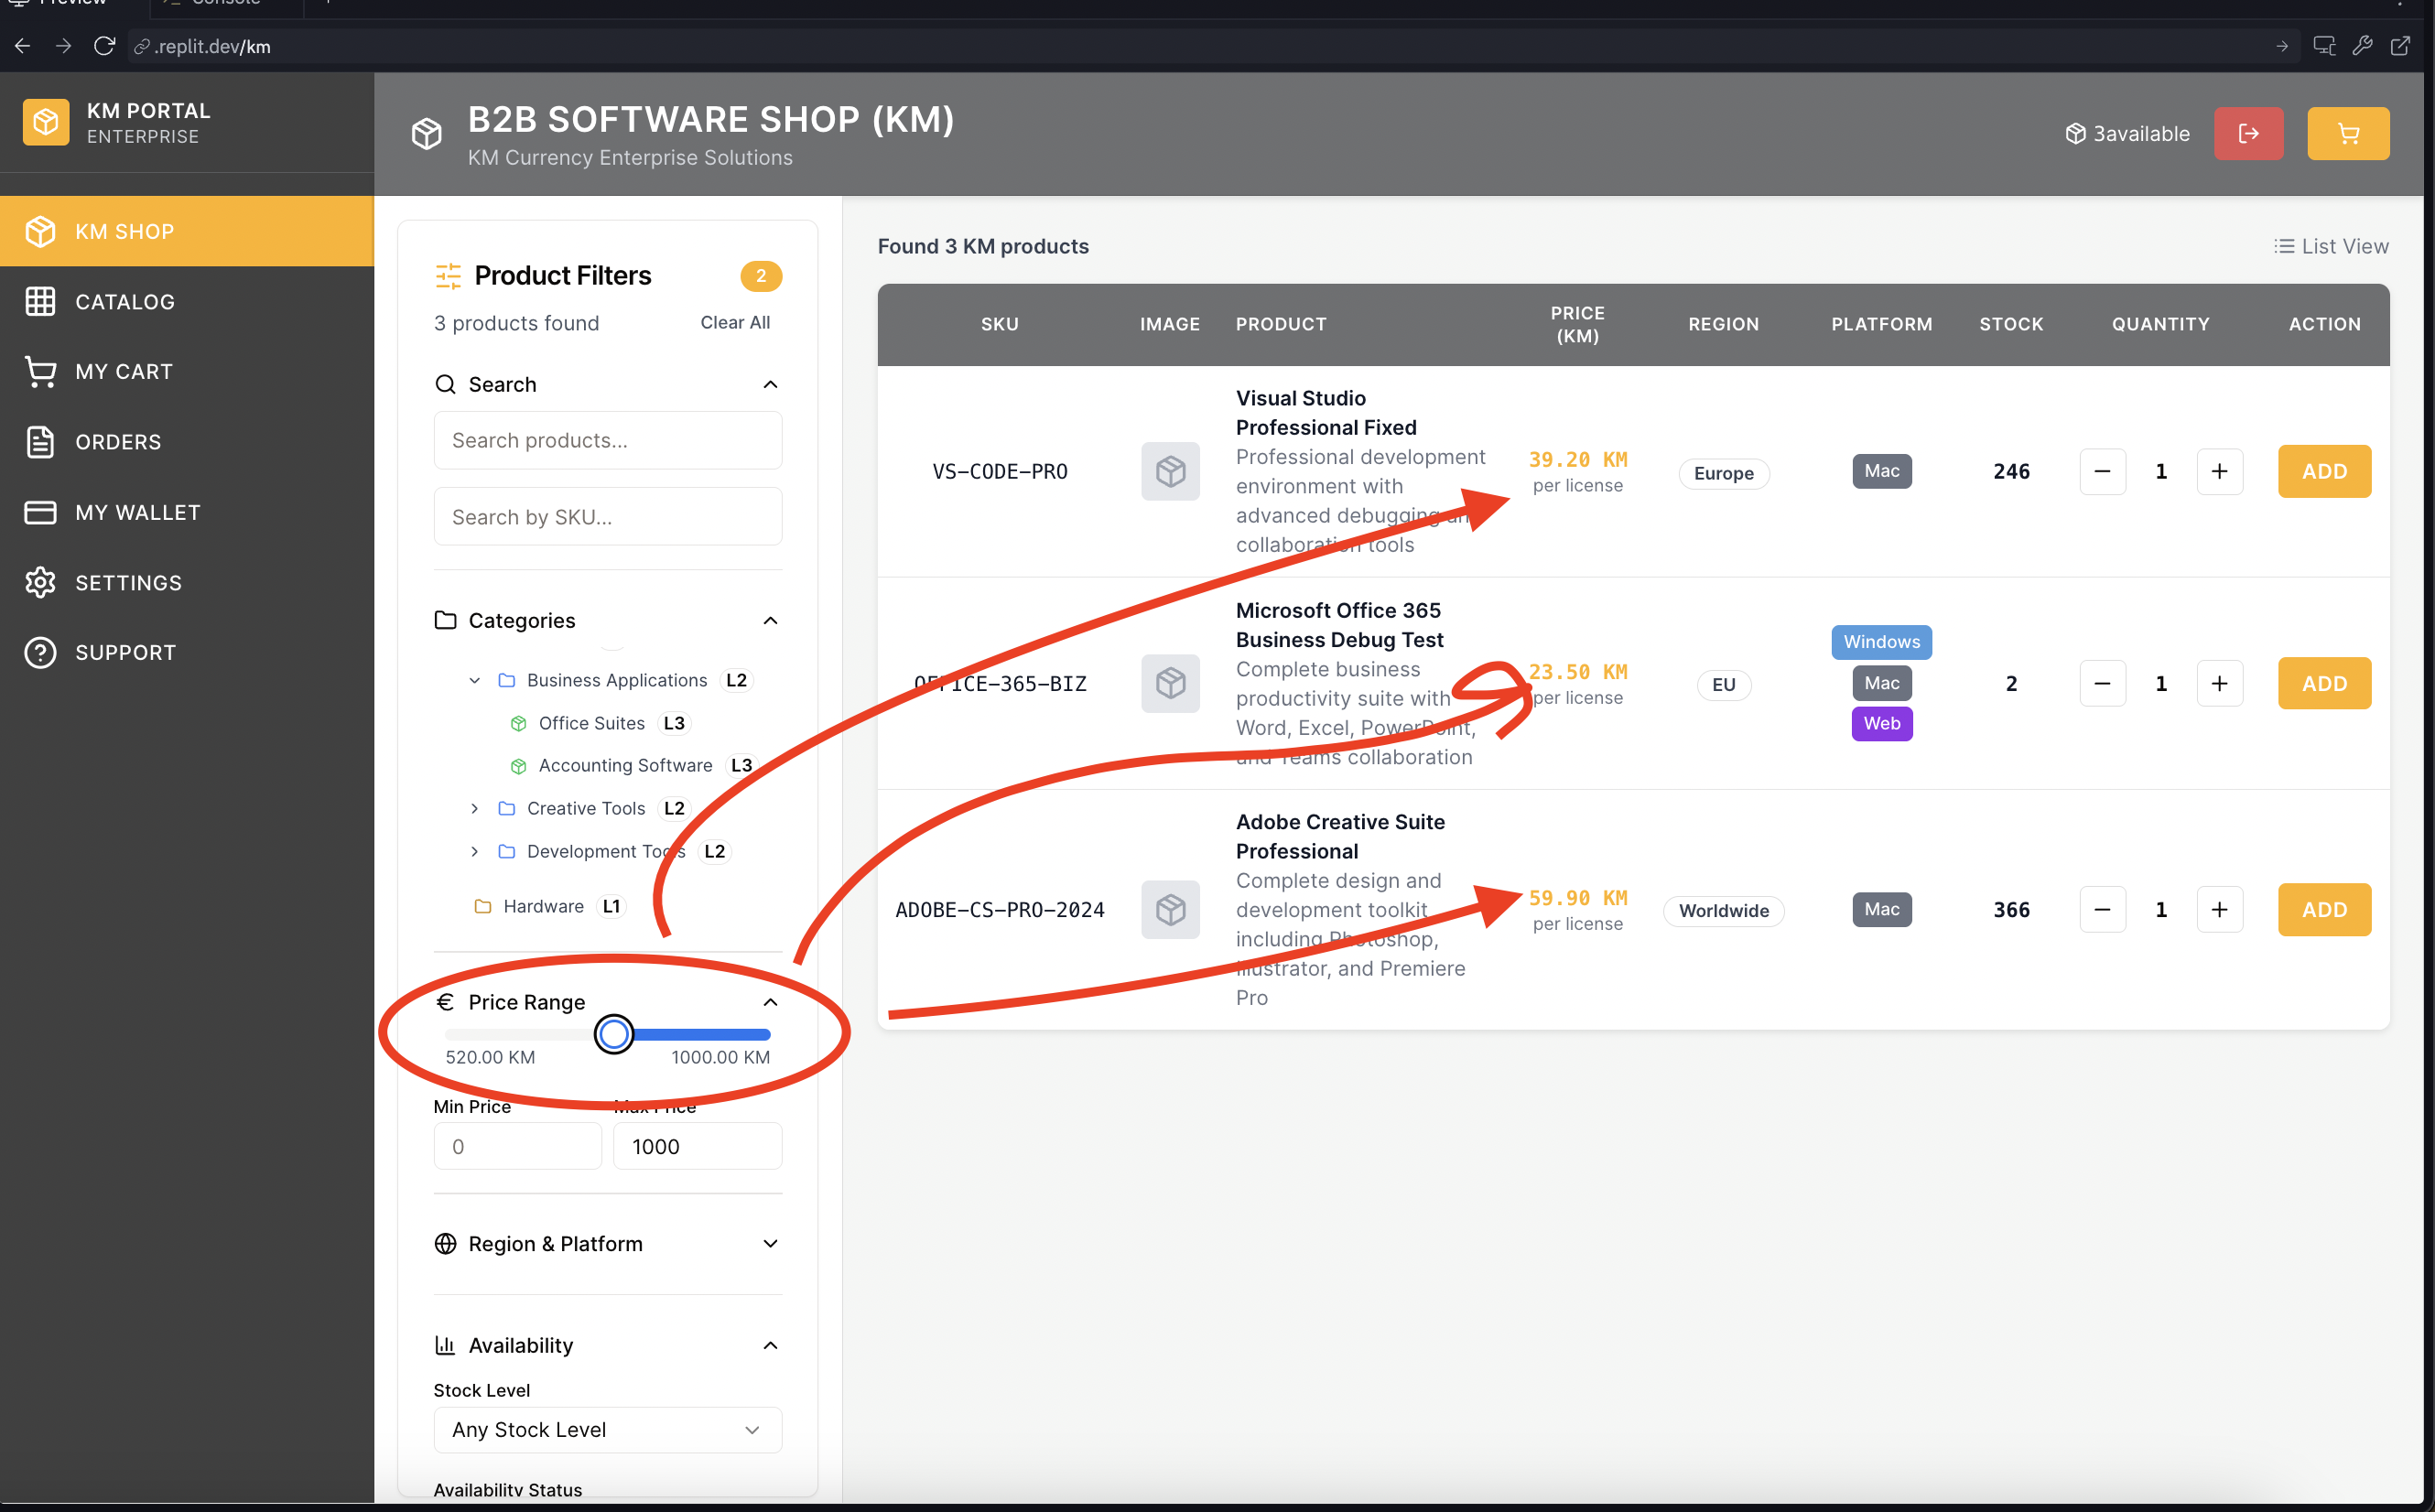 Preview
Console
.replit.dev/km
KM PORTAL
ENTERPRISE
B2B SOFTWARE SHOP (KM)
KM Currency Enterprise Solutions
3available
KM SHOP
CATALOG
MY CART
ORDERS
MY WALLET
SETTINGS
SUPPORT
Product Filters
2
3 products found
Clear All
Search
Search products...
Search by SKU...
Categories
Business Applications L2
Office Suites L3
Accounting Software L3
Creative Tools L2
Development Tools L2
Hardware L1
€ Price Range
520.00 KM 1000.00 KM
Min Price Max Price
0 1000
Region & Platform
Availability
Stock Level
Any Stock Level
Availability Status
Found 3 KM products
List View
SKU IMAGE PRODUCT PRICE (KM) REGION PLATFORM STOCK QUANTITY ACTION
VS-CODE-PRO
Visual Studio
Professional Fixed
Professional development
environment with
advanced debugging and
collaboration tools
39.20 KM
per license
Europe
Mac
246
1
ADD
OFFICE-365-BIZ
Microsoft Office 365
Business Debug Test
Complete business
productivity suite with
Word, Excel, PowerPoint,
and Teams collaboration
23.50 KM
per license
EU
Windows
Mac
Web
2
1
ADD
ADOBE-CS-PRO-2024
Adobe Creative Suite
Professional
Complete design and
development toolkit
including Photoshop,
Illustrator, and Premiere
Pro
59.90 KM
per license
Worldwide
Mac
366
1
ADD